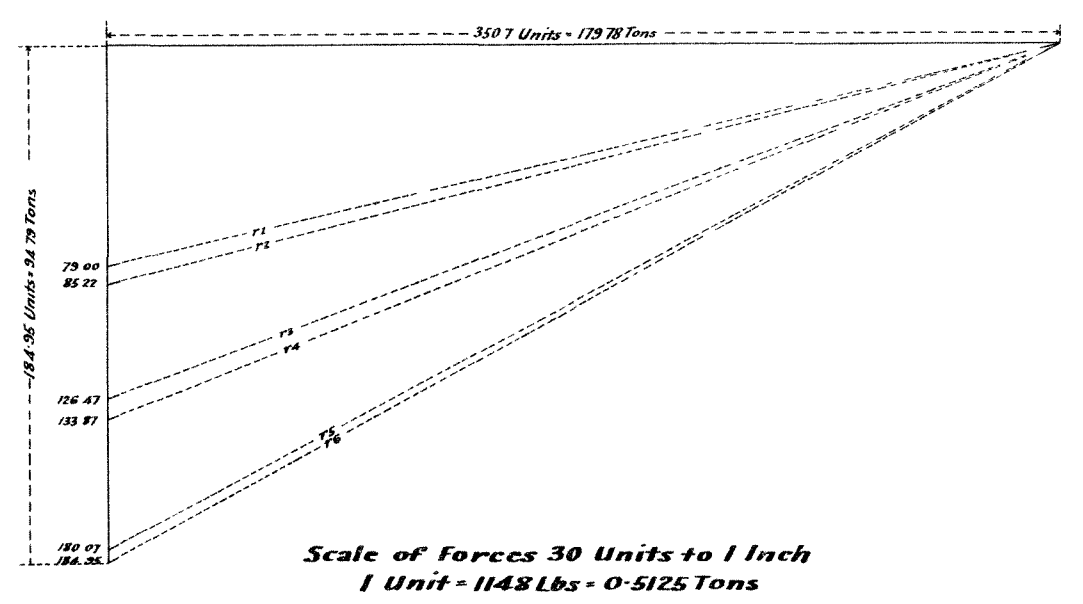 350 7 Units = 179 78 Tons
184.95 Units = 94 79 Tons
r1
r2
79 00
85 22
r3
r4
126 47
133 87
r5
r6
180 07
184.95
Scale of Forces 30 Units to 1 Inch
1 Unit = 1148 Lbs = 0.5125 Tons